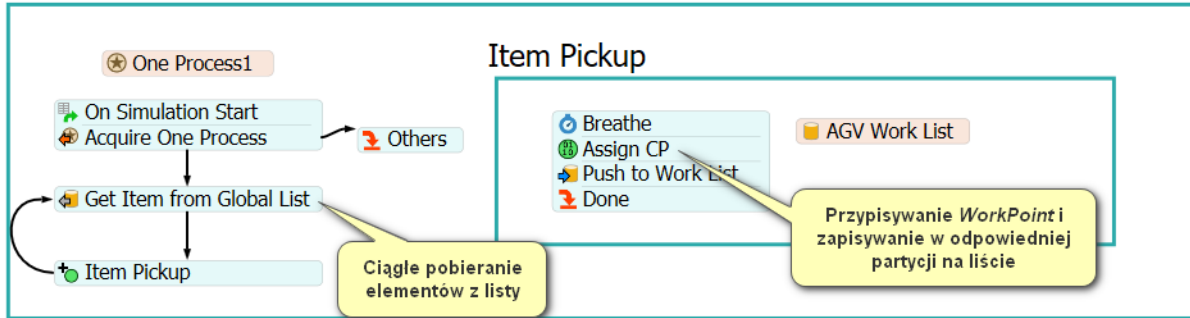 One Process1
On Simulation Start
Acquire One Process
Others
Get Item from Global List
Item Pickup
Ciągłe pobieranie
elementów z listy
Item Pickup
Breathe
Assign CP
Push to Work List
Done
AGV Work List
Przypisywanie WorkPoint i
zapisywanie w odpowiedniej
partycji na liście